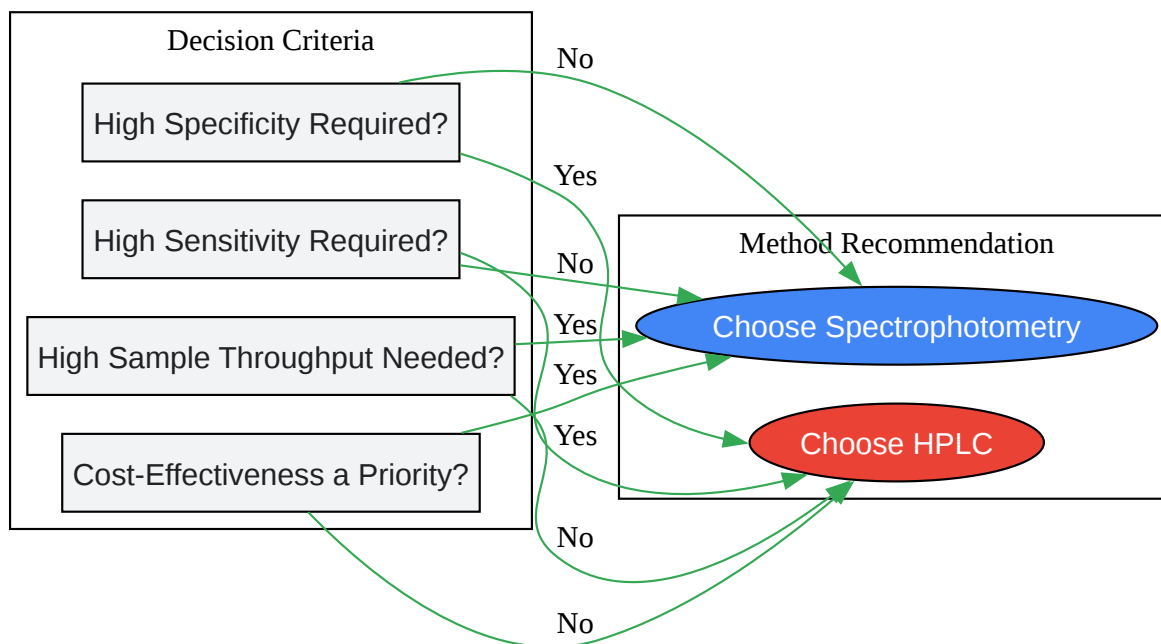 Decision Criteria
No
High Specificity Required?
Yes
High Sensitivity Required?
No
Method Recommendation
Yes
Choose Spectrophotometry
High Sample Throughput Needed?
Yes
Yes
Choose HPLC
Cost-Effectiveness a Priority?
No
No